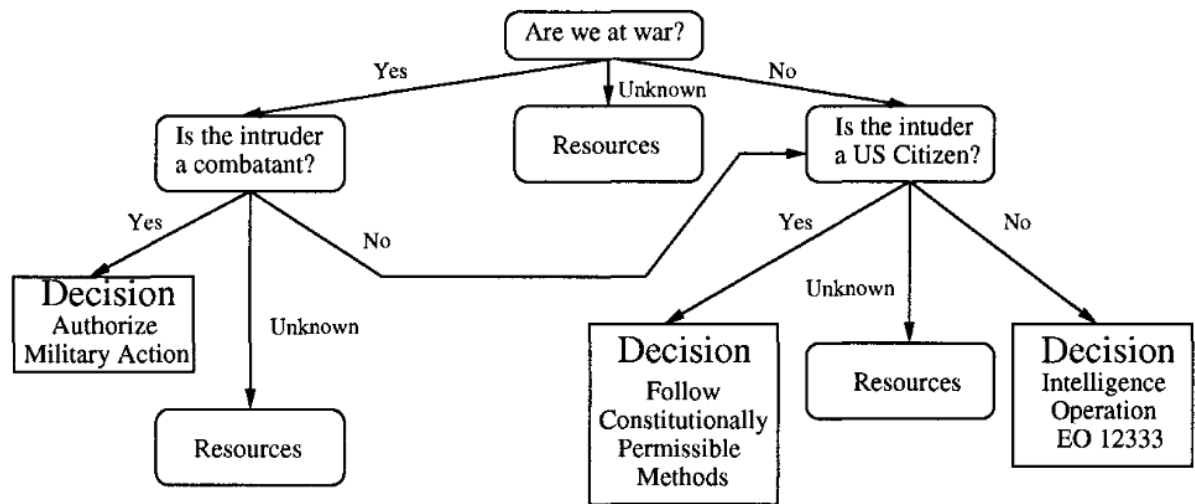 Are we at war?
Yes
Unknown
No
Is the intruder
a combatant?
Resources
Is the intuder
a US Citizen?
Yes
No
Unknown
Yes
Unknown
No
Decision
Authorize
Military Action
Resources
Decision
Follow
Constitutionally
Permissible
Methods
Resources
Decision
Intelligence
Operation
EO 12333